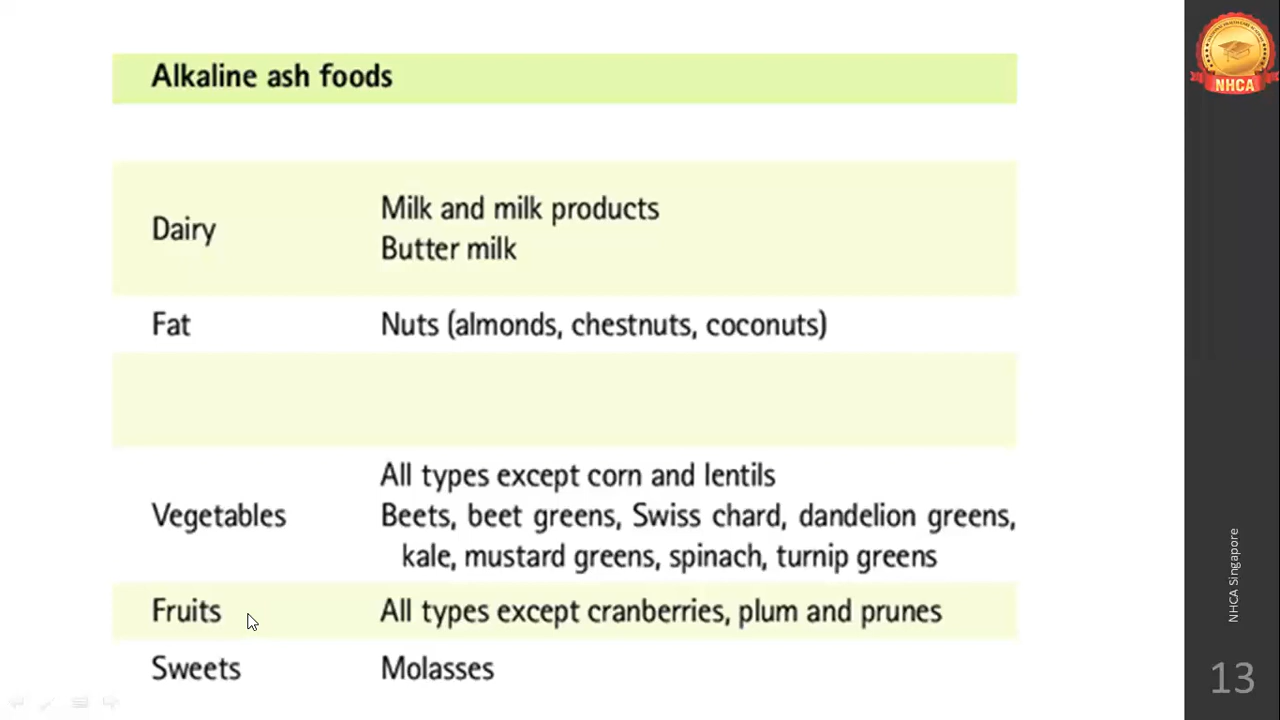 Alkaline ash foods
Dairy
Milk and milk products
Butter milk
Fat
Nuts (almonds, chestnuts, coconuts)
Vegetables
All types except corn and lentils
Beets, beet greens, Swiss chard, dandelion greens,
kale, mustard greens, spinach, turnip greens
Fruits
All types except cranberries, plum and prunes
Sweets
Molasses
NHCA
NHCA Singapore
13